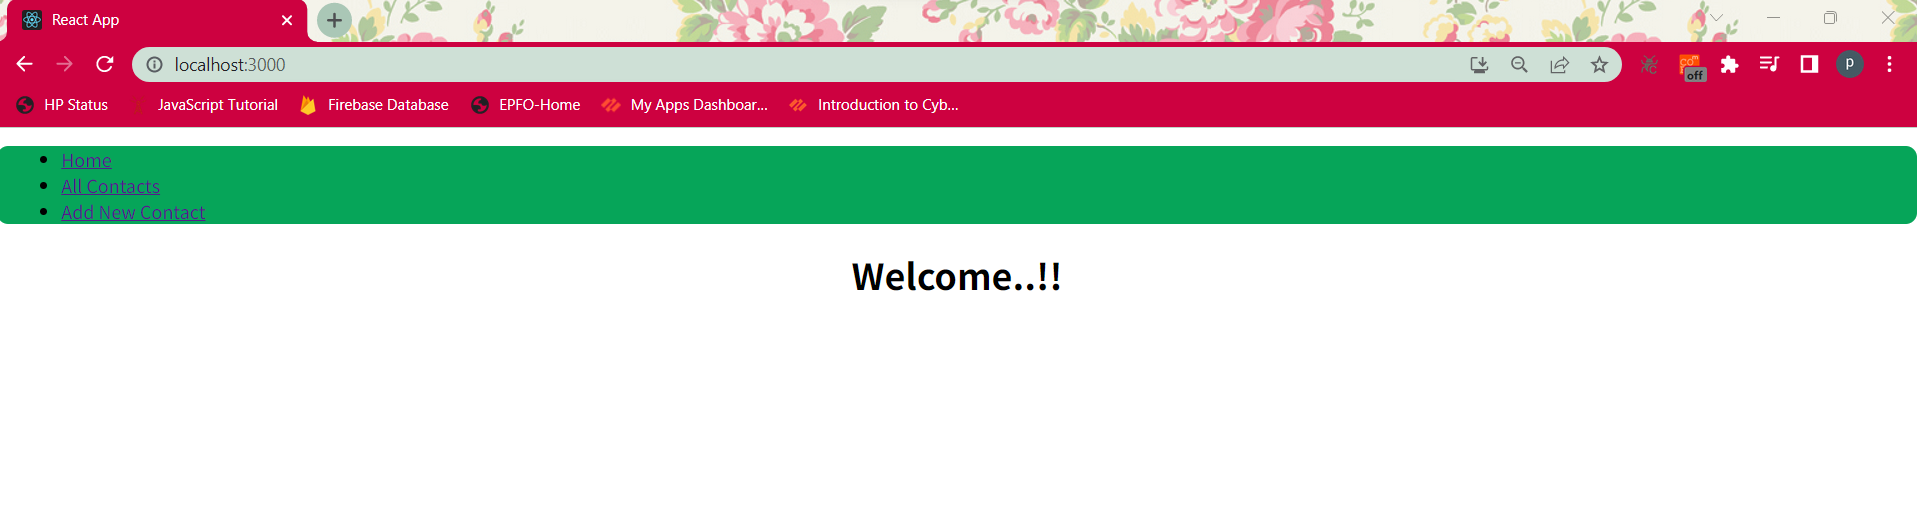 React App
localhost:3000
off
p
HP Status JavaScript Tutorial Firebase Database EPFO-Home My Apps Dashboar... Introduction to Cyb...
Home
All Contacts
Add New Contact
Welcome..!!